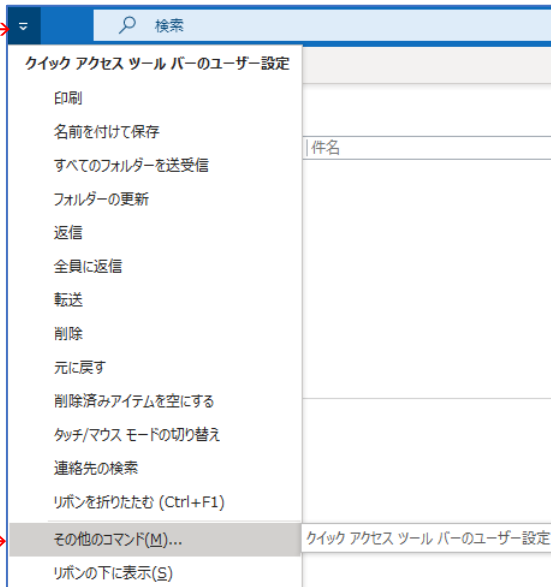 検索
クイック アクセス ツール バーのユーザー設定
印刷
名前を付けて保存
件名
すべてのフォルダーを送受信
フォルダーの更新
返信
全員に返信
転送
削除
元に戻す
削除済みアイテムを空にする
タッチ/マウス モードの切り替え
連絡先の検索
リボンを折りたたむ (Ctrl+F1)
その他のコマンド(M)...
クイック アクセス ツール バーのユーザー設定
リボンの下に表示(S)